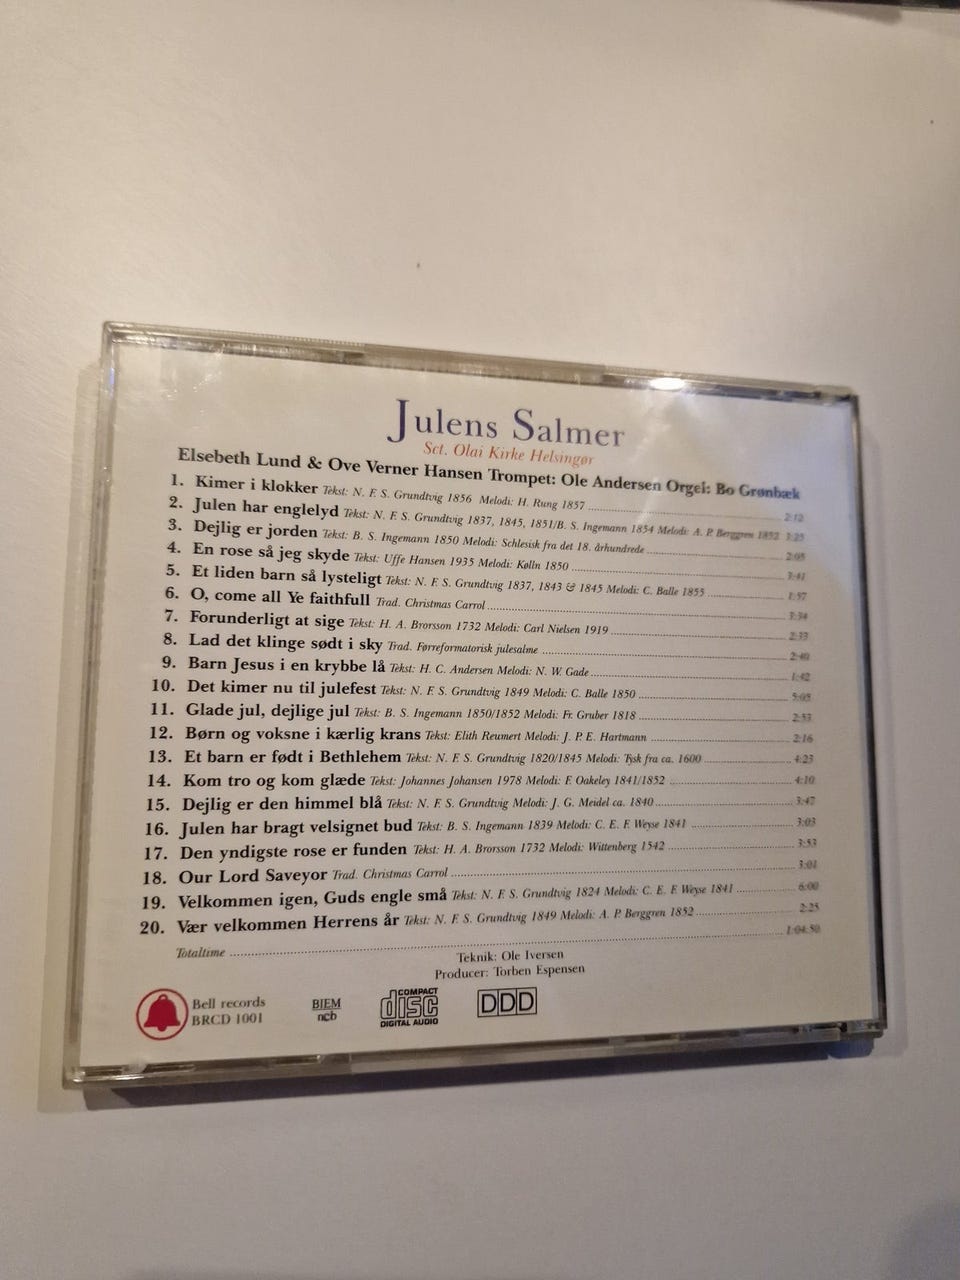 Julens Salmer
Sct. Olai Kirke Helsingør
Elsebeth Lund & Ove Verner Hansen Trompet: Ole Andersen Orgel: Bo Grønbæk
1. Kimer i klokker Tekst: N. F. S. Grundtvig 1856 Melodi: H. Rung 1857 2:12
2. Julen har englelyd Tekst: N. F. S. Grundtvig 1837, 1845, 1851/B. S. Ingemann 1854 Melodi: A. P. Berggren 1852 3:25
3. Dejlig er jorden Tekst: B. S. Ingemann 1850 Melodi: Schlesisk fra det 18. århundrede 2:05
4. En rose så jeg skyde Tekst: Uffe Hansen 1935 Melodi: Kølln 1850 3:41
5. Et liden barn så lysteligt Tekst: N. F. S. Grundtvig 1837, 1843 & 1845 Melodi: C. Balle 1855 1:57
6. O, come all Ye faithfull Trad. Christmas Carrol 3:34
7. Forunderligt at sige Tekst: H. A. Brorsson 1732 Melodi: Carl Nielsen 1919 2:33
8. Lad det klinge sødt i sky Trad. Førreformatorisk julesalme 2:40
9. Barn Jesus i en krybbe lå Tekst: H. C. Andersen Melodi: N. W. Gade 1:42
10. Det kimer nu til julefest Tekst: N. F. S. Grundtvig 1849 Melodi: C. Balle 1850 5:05
11. Glade jul, dejlige jul Tekst: B. S. Ingemann 1850/1852 Melodi: Fr. Gruber 1818 2:53
12. Børn og voksne i kærlig krans Tekst: Elith Reumert Melodi: J. P. E. Hartmann 2:16
13. Et barn er født i Bethlehem Tekst: N. F. S. Grundtvig 1820/1845 Melodi: Tysk fra ca. 1600 4:23
14. Kom tro og kom glæde Tekst: Johannes Johansen 1978 Melodi: F. Oakeley 1841/1852 4:10
15. Dejlig er den himmel blå Tekst: N. F. S. Grundtvig Melodi: J. G. Meidel ca. 1840 3:47
16. Julen har bragt velsignet bud Tekst: B. S. Ingemann 1839 Melodi: C. E. F. Weyse 1841 3:03
17. Den yndigste rose er funden Tekst: H. A. Brorsson 1732 Melodi: Wittenberg 1542 3:53
18. Our Lord Saveyor Trad. Christmas Carrol 3:01
19. Velkommen igen, Guds engle små Tekst: N. F. S. Grundtvig 1824 Melodi: C. E. F. Weyse 1841 6:00
20. Vær velkommen Herrens år Tekst: N. F. S. Grundtvig 1849 Melodi: A. P. Berggren 1852 2:25
Totaltime 1:04:50
Teknik: Ole Iversen
Producer: Torben Espensen
Bell records
BRCD 1001
BIEM
ncb
COMPACT
disc
DIGITAL AUDIO
DDD